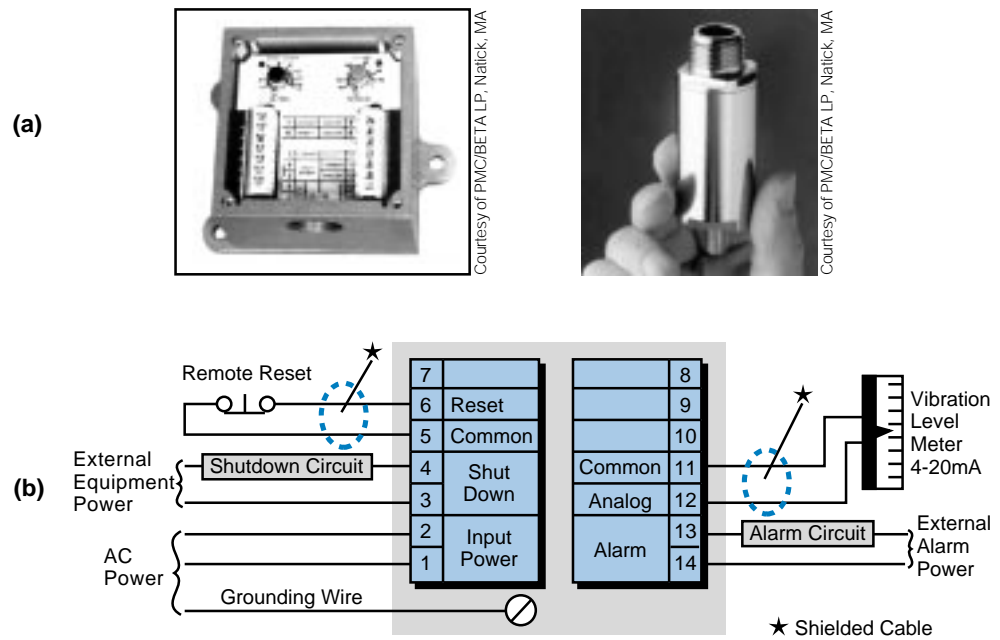 (a)
Courtesy of PMC/BETA LP, Natick, MA
Courtesy of PMC/BETA LP, Natick, MA
(b)
Remote Reset
External
Equipment
Power
Shutdown Circuit
AC
Power
Grounding Wire
7
6 Reset
5 Common
4
3
Shut
Down
2
1
Input
Power
8
9
10
Common 11
Analog 12
Alarm
13
14
Vibration
Level
Meter
4-20mA
Alarm Circuit
External
Alarm
Power
★ Shielded Cable